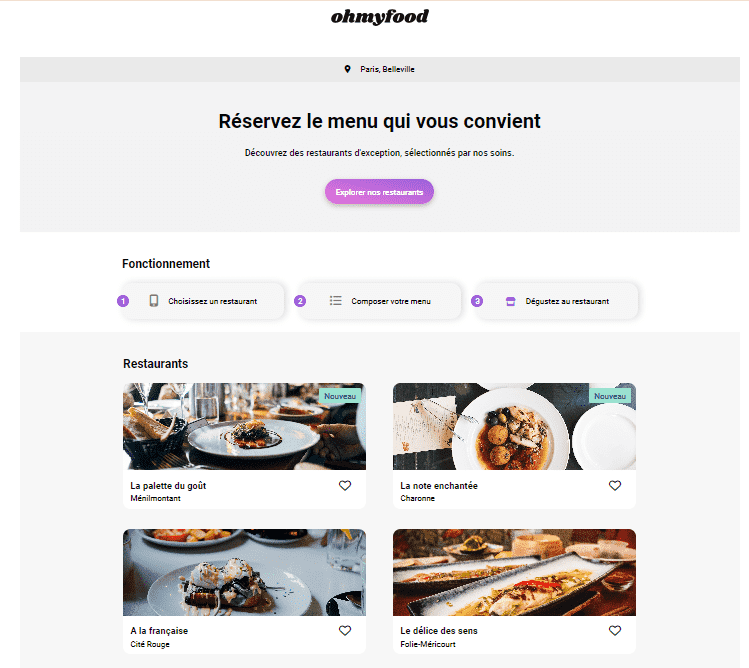 ohmyfood
Paris, Belleville
Réservez le menu qui vous convient
Découvrez des restaurants d'exception, sélectionnés par nos soins.
Explorer nos restaurants
Fonctionnement
1 Choisissez un restaurant
2 Composer votre menu
3 Dégustez au restaurant
Restaurants
Nouveau
La palette du goût
Ménilmontant
Nouveau
La note enchantée
Charonne
A la française
Cité Rouge
Le délice des sens
Folie-Méricourt